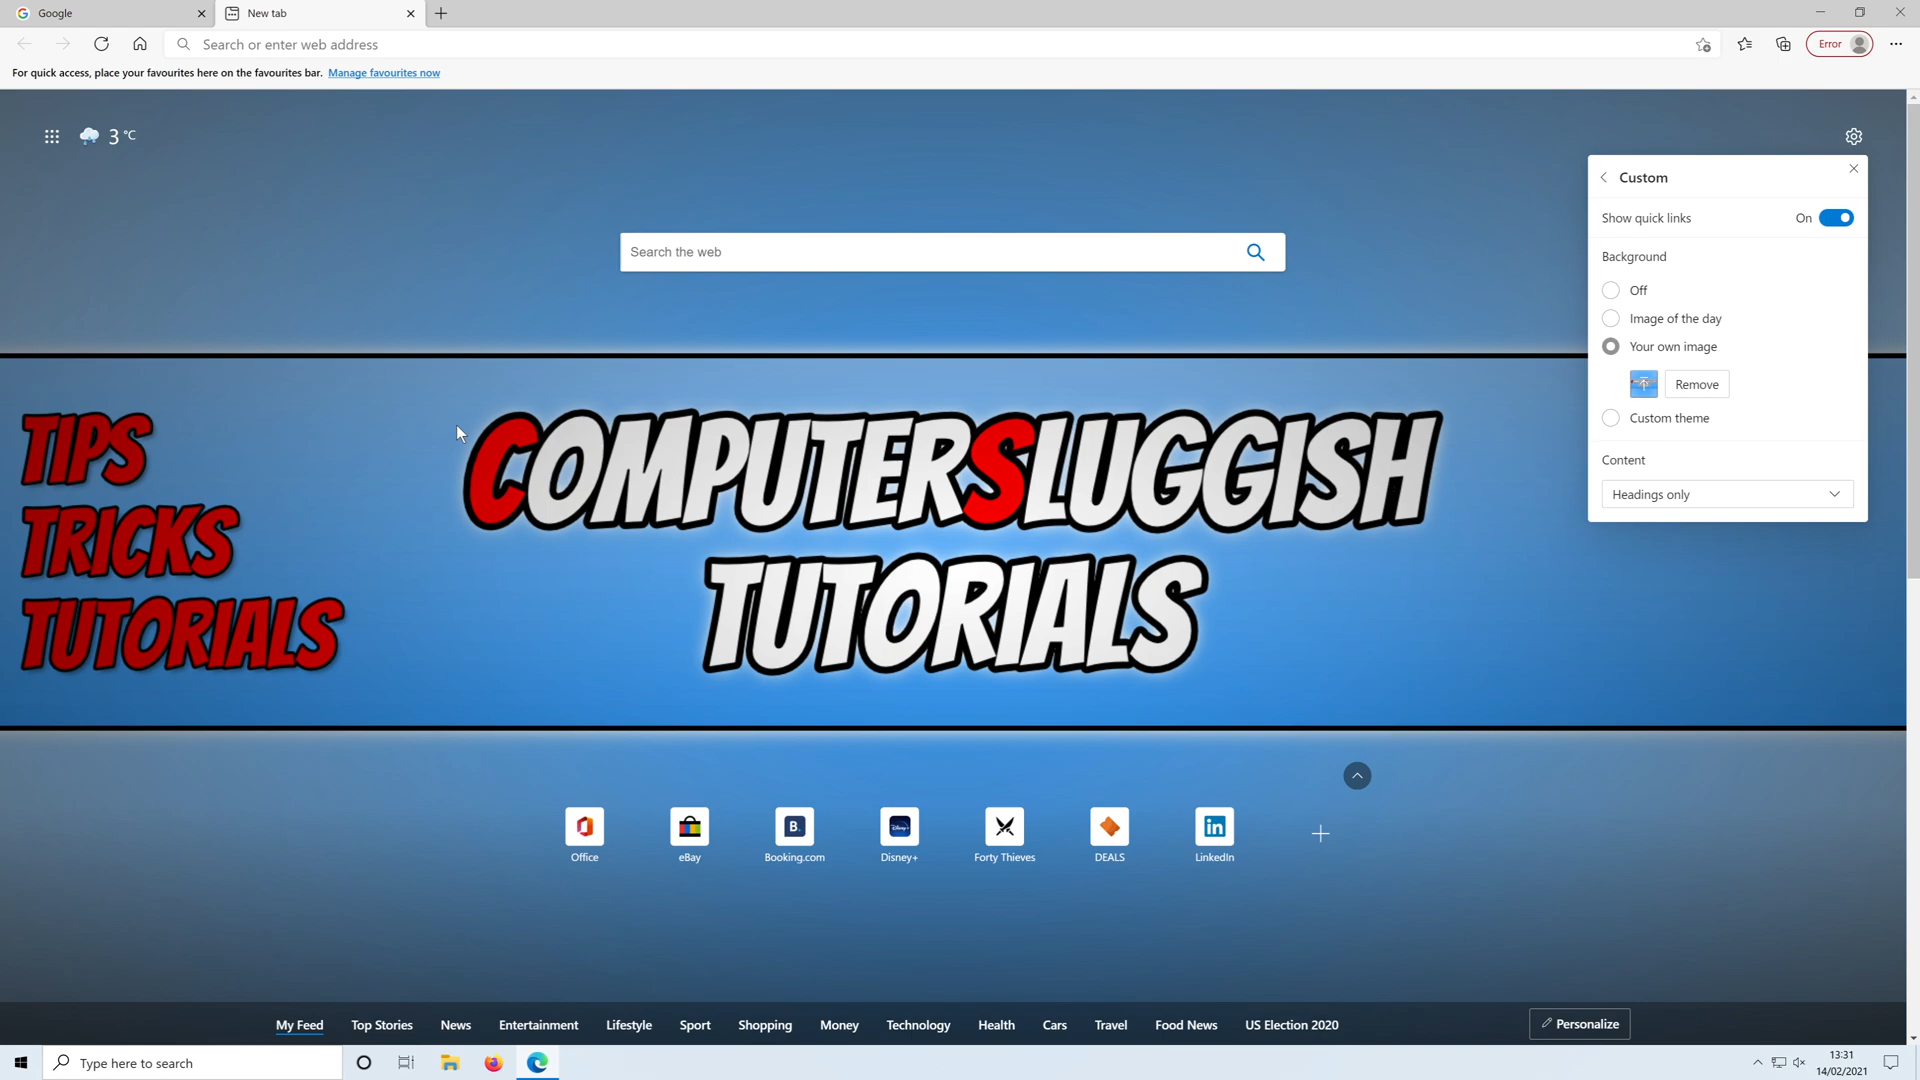 Google
New tab
Search or enter web address
Error
For quick access, place your favourites here on the favourites bar. Manage favourites now
3 °C
Custom
Show quick links On
Search the web
Background
Off
Image of the day
Your own image
Remove
Custom theme
Content
Headings only
TIPS
TRICKS
TUTORIALS
COMPUTERSLUGGISH
TUTORIALS
B.
Disney+
in
Office eBay Booking.com Disney+ Forty Thieves DEALS LinkedIn
My Feed Top Stories News Entertainment Lifestyle Sport Shopping Money Technology Health Cars Travel Food News US Election 2020 Personalize
Type here to search
13:31
14/02/2021